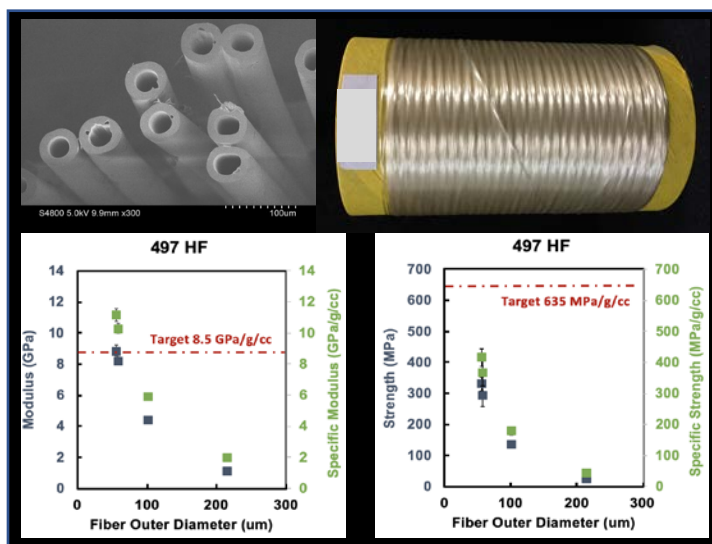 S4800 5.0kV 9.9mm x300
100um
497 HF
Modulus (GPa)
14
12
10
8
6
4
2
0
Target 8.5 GPa/g/cc
14
12
10
8
6
4
2
0
Specific Modulus (GPa/g/cc)
0 100 200 300
Fiber Outer Diameter (um)
497 HF
Strength (MPa)
700
600
500
400
300
200
100
0
Target 635 MPa/g/cc
700
600
500
400
300
200
100
0
Specific Strength (MPa/g/cc)
0 100 200 300
Fiber Outer Diameter (um)